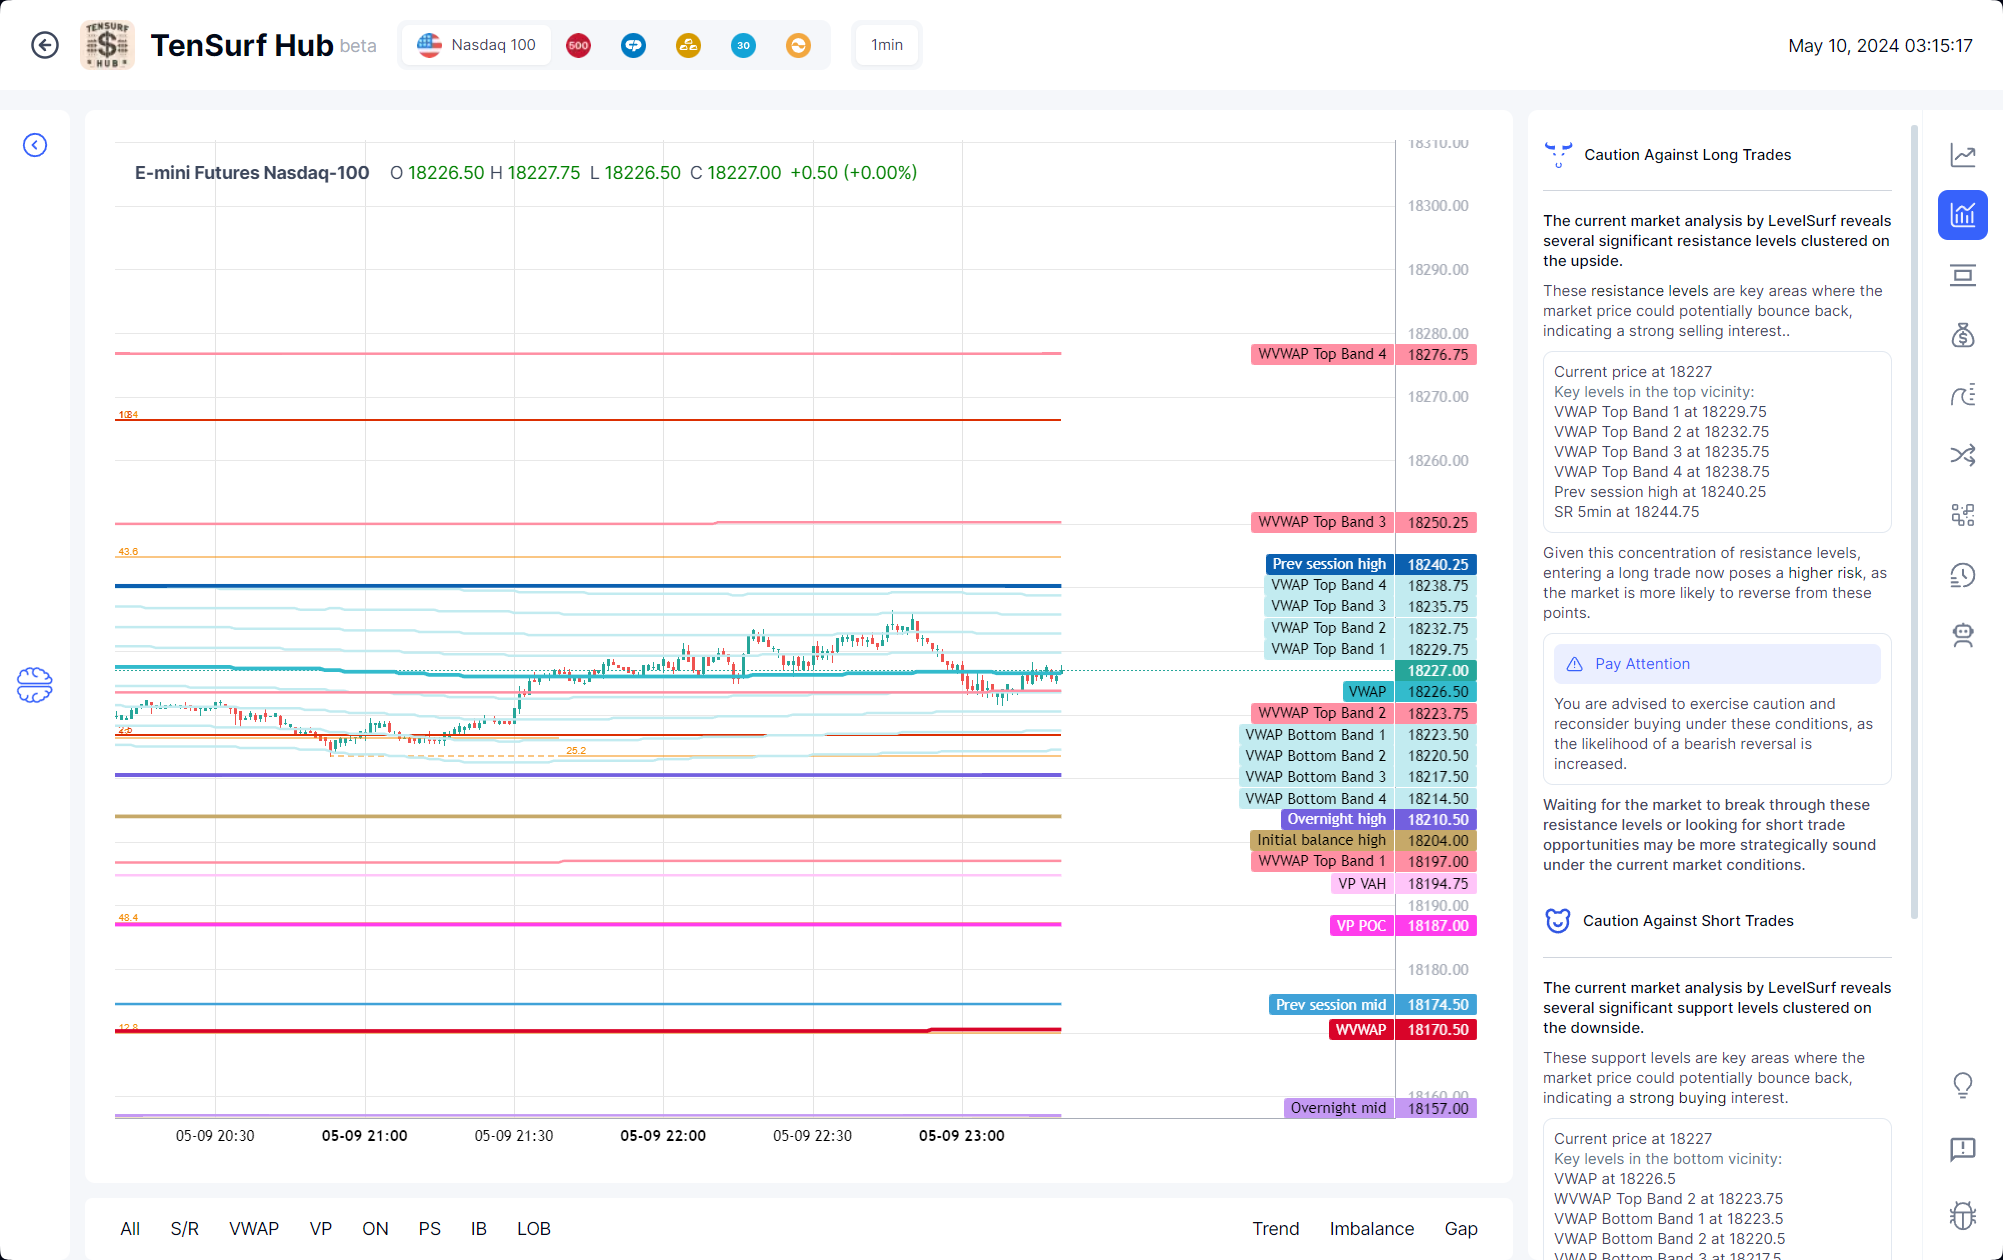 TENSURF
HUB
TenSurf Hub beta
Nasdaq 100
500
30
1min
May 10, 2024 03:15:17
E-mini Futures Nasdaq-100 O 18226.50 H 18227.75 L 18226.50 C 18227.00 +0.50 (+0.00%)
18310.00
18300.00
18290.00
18280.00
WVWAP Top Band 4 18276.75
18270.00
18260.00
WVWAP Top Band 3 18250.25
43.6
Prev session high 18240.25
VWAP Top Band 4 18238.75
VWAP Top Band 3 18235.75
VWAP Top Band 2 18232.75
VWAP Top Band 1 18229.75
18227.00
VWAP 18226.50
WVWAP Top Band 2 18223.75
VWAP Bottom Band 1 18223.50
25.2
VWAP Bottom Band 2 18220.50
VWAP Bottom Band 3 18217.50
VWAP Bottom Band 4 18214.50
Overnight high 18210.50
Initial balance high 18204.00
WVWAP Top Band 1 18197.00
VP VAH 18194.75
18190.00
48.4
VP POC 18187.00
18180.00
Prev session mid 18174.50
12.8
WVWAP 18170.50
18160.00
Overnight mid 18157.00
05-09 20:30 05-09 21:00 05-09 21:30 05-09 22:00 05-09 22:30 05-09 23:00
All S/R VWAP VP ON PS IB LOB
Trend Imbalance Gap
Caution Against Long Trades
The current market analysis by LevelSurf reveals
several significant resistance levels clustered on
the upside.
These resistance levels are key areas where the
market price could potentially bounce back,
indicating a strong selling interest..
Current price at 18227
Key levels in the top vicinity:
VWAP Top Band 1 at 18229.75
VWAP Top Band 2 at 18232.75
VWAP Top Band 3 at 18235.75
VWAP Top Band 4 at 18238.75
Prev session high at 18240.25
SR 5min at 18244.75
Given this concentration of resistance levels,
entering a long trade now poses a higher risk, as
the market is more likely to reverse from these
points.
Pay Attention
You are advised to exercise caution and
reconsider buying under these conditions, as
the likelihood of a bearish reversal is
increased.
Waiting for the market to break through these
resistance levels or looking for short trade
opportunities may be more strategically sound
under the current market conditions.
Caution Against Short Trades
The current market analysis by LevelSurf reveals
several significant support levels clustered on
the downside.
These support levels are key areas where the
market price could potentially bounce back,
indicating a strong buying interest.
Current price at 18227
Key levels in the bottom vicinity:
VWAP at 18226.5
WVWAP Top Band 2 at 18223.75
VWAP Bottom Band 1 at 18223.5
VWAP Bottom Band 2 at 18220.5
VWAP Bottom Band 3 at 18217.5